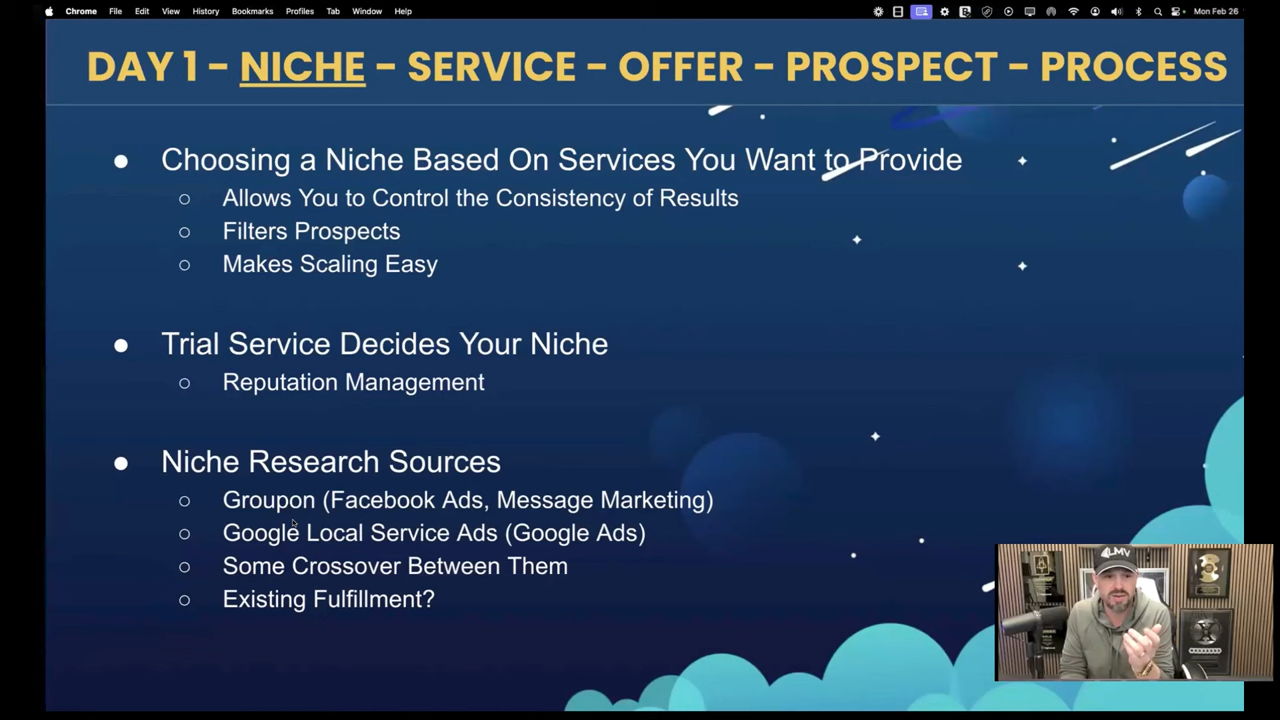 Chrome File Edit View History Bookmarks Profiles Tab Window Help Mon Feb 26
DAY 1 – NICHE – SERVICE – OFFER – PROSPECT – PROCESS
● Choosing a Niche Based On Services You Want to Provide
○ Allows You to Control the Consistency of Results
○ Filters Prospects
○ Makes Scaling Easy
● Trial Service Decides Your Niche
○ Reputation Management
● Niche Research Sources
○ Groupon (Facebook Ads, Message Marketing)
○ Google Local Service Ads (Google Ads)
○ Some Crossover Between Them
○ Existing Fulfillment?
LMV